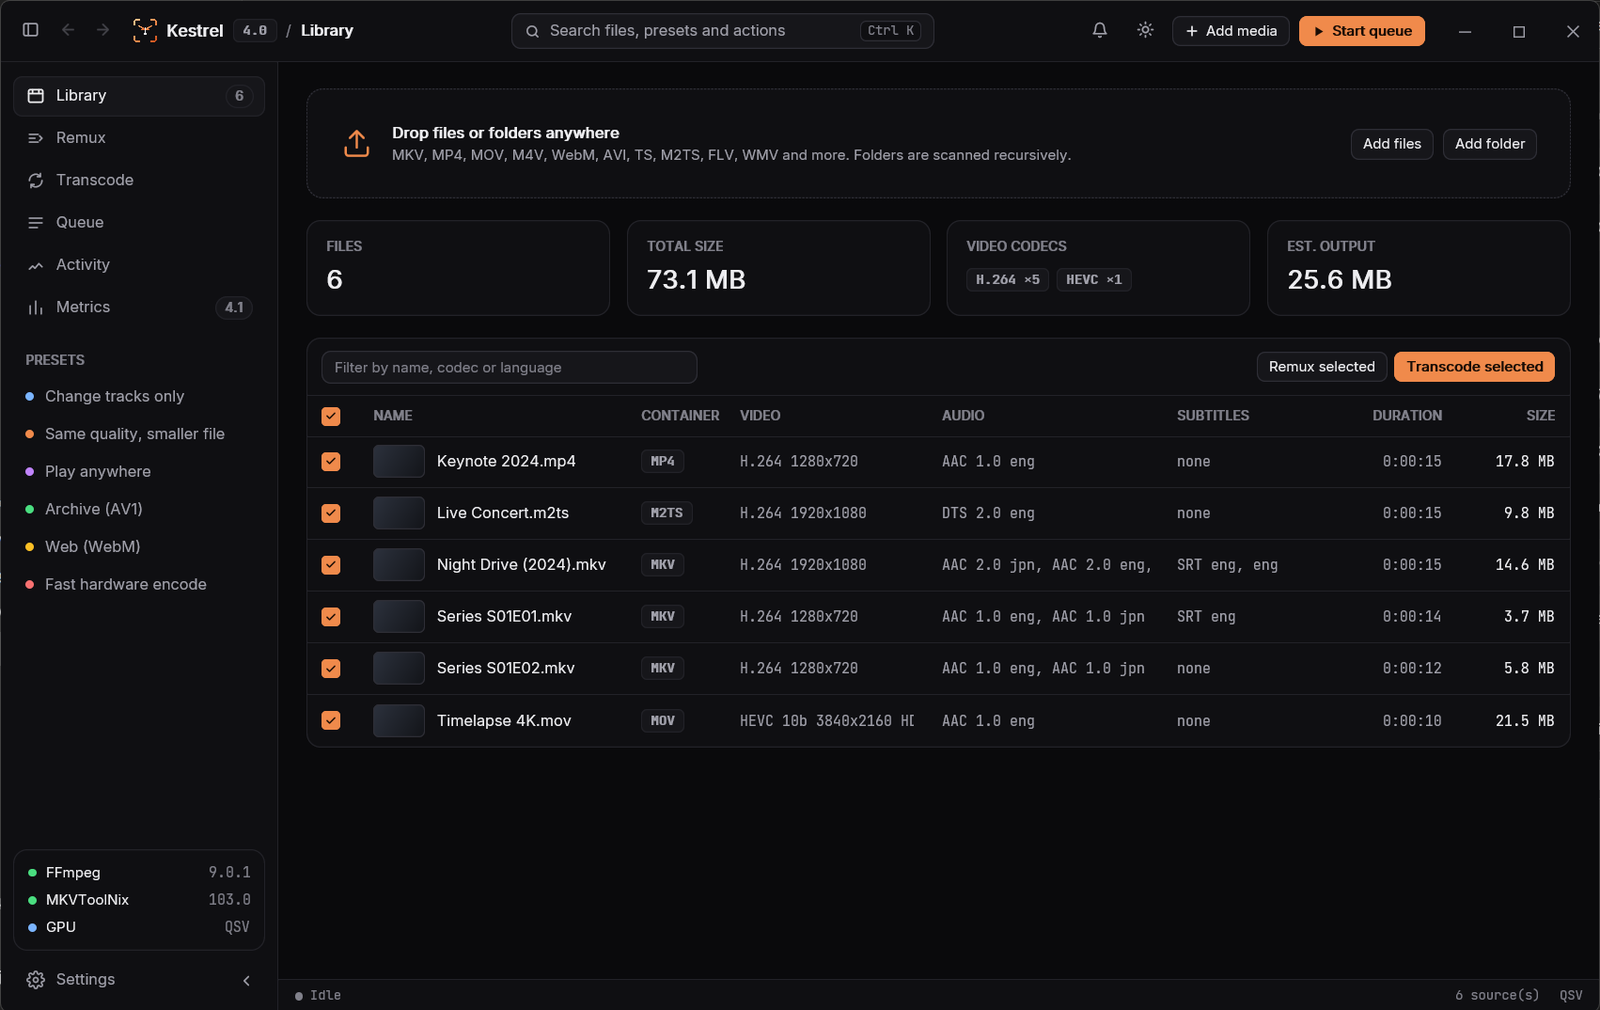 Kestrel 4.0 / Library
Search files, presets and actions Ctrl K
Add media
Start queue
Library 6
Remux
Transcode
Queue
Activity
Metrics 4.1
PRESETS
Change tracks only
Same quality, smaller file
Play anywhere
Archive (AV1)
Web (WebM)
Fast hardware encode
FFmpeg 9.0.1
MKVToolNix 103.0
GPU QSV
Settings
Drop files or folders anywhere
MKV, MP4, MOV, M4V, WebM, AVI, TS, M2TS, FLV, WMV and more. Folders are scanned recursively.
Add files
Add folder
FILES
6
TOTAL SIZE
73.1 MB
VIDEO CODECS
H.264 ×5 HEVC ×1
EST. OUTPUT
25.6 MB
Filter by name, codec or language
Remux selected
Transcode selected
NAME CONTAINER VIDEO AUDIO SUBTITLES DURATION SIZE
Keynote 2024.mp4 MP4 H.264 1280x720 AAC 1.0 eng none 0:00:15 17.8 MB
Live Concert.m2ts M2TS H.264 1920x1080 DTS 2.0 eng none 0:00:15 9.8 MB
Night Drive (2024).mkv MKV H.264 1920x1080 AAC 2.0 jpn, AAC 2.0 eng, SRT eng, eng 0:00:15 14.6 MB
Series S01E01.mkv MKV H.264 1280x720 AAC 1.0 eng, AAC 1.0 jpn SRT eng 0:00:14 3.7 MB
Series S01E02.mkv MKV H.264 1280x720 AAC 1.0 eng, AAC 1.0 jpn none 0:00:12 5.8 MB
Timelapse 4K.mov MOV HEVC 10b 3840x2160 AAC 1.0 eng none 0:00:10 21.5 MB
Idle
6 source(s) QSV